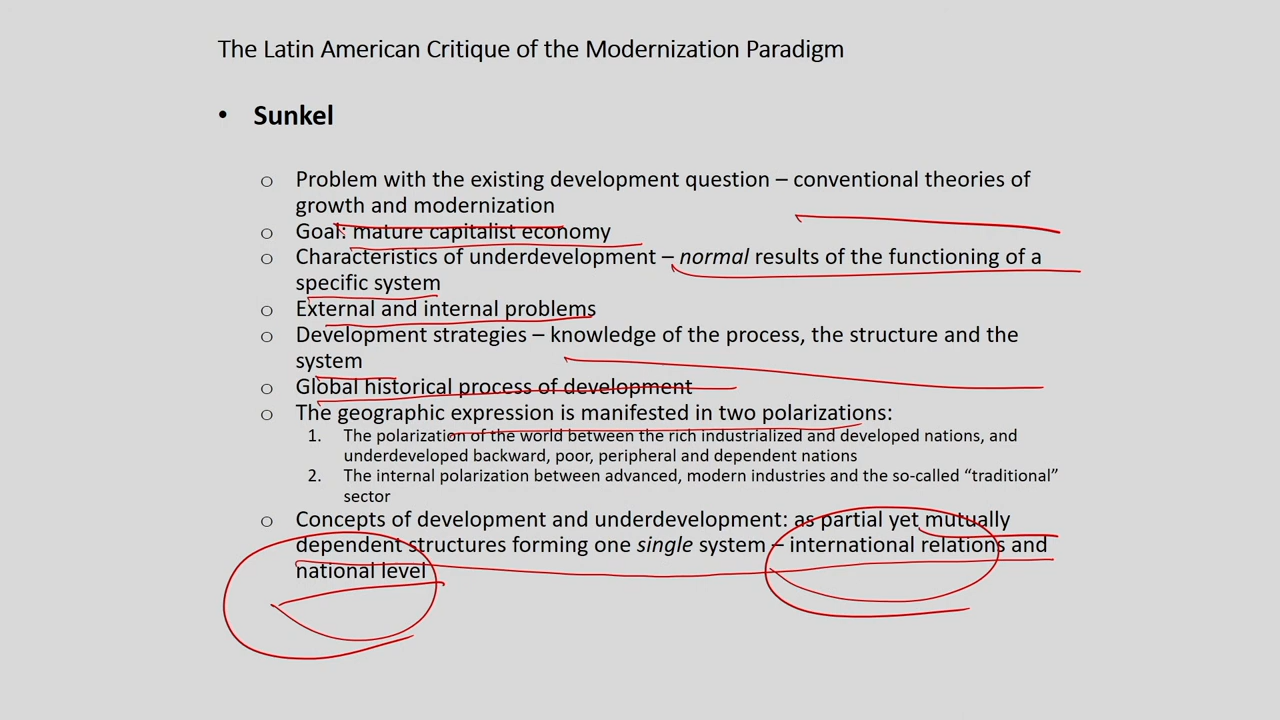 The Latin American Critique of the Modernization Paradigm
• Sunkel
o Problem with the existing development question – conventional theories of
growth and modernization
o Goal: mature capitalist economy
o Characteristics of underdevelopment – normal results of the functioning of a
specific system
o External and internal problems
o Development strategies – knowledge of the process, the structure and the
system
o Global historical process of development
o The geographic expression is manifested in two polarizations:
1. The polarization of the world between the rich industrialized and developed nations, and
underdeveloped backward, poor, peripheral and dependent nations
2. The internal polarization between advanced, modern industries and the so-called “traditional”
sector
o Concepts of development and underdevelopment: as partial yet mutually
dependent structures forming one single system – international relations and
national level